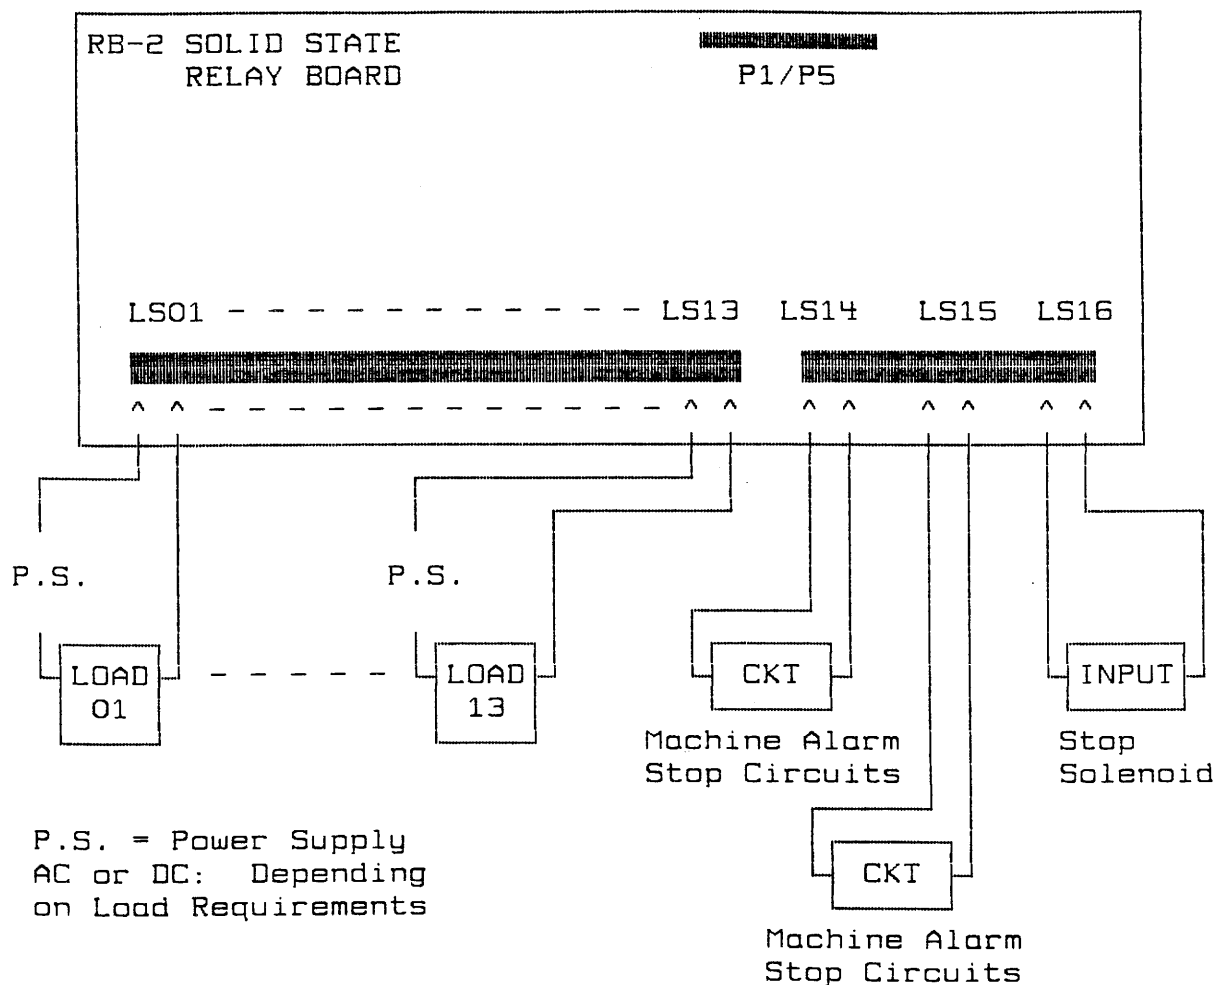 RB-2 SOLID STATE
RELAY BOARD
P1/P5
LS01 - - - - - - - - - - - LS13 LS14 LS15 LS16
^ ^ - - - - - - - - - - - - ^ ^ ^ ^ ^ ^ ^ ^
P.S. P.S.
LOAD
01
- - - - -
LOAD
13
CKT
INPUT
Machine Alarm
Stop Circuits
Stop
Solenoid
P.S. = Power Supply
AC or DC: Depending
on Load Requirements
CKT
Machine Alarm
Stop Circuits